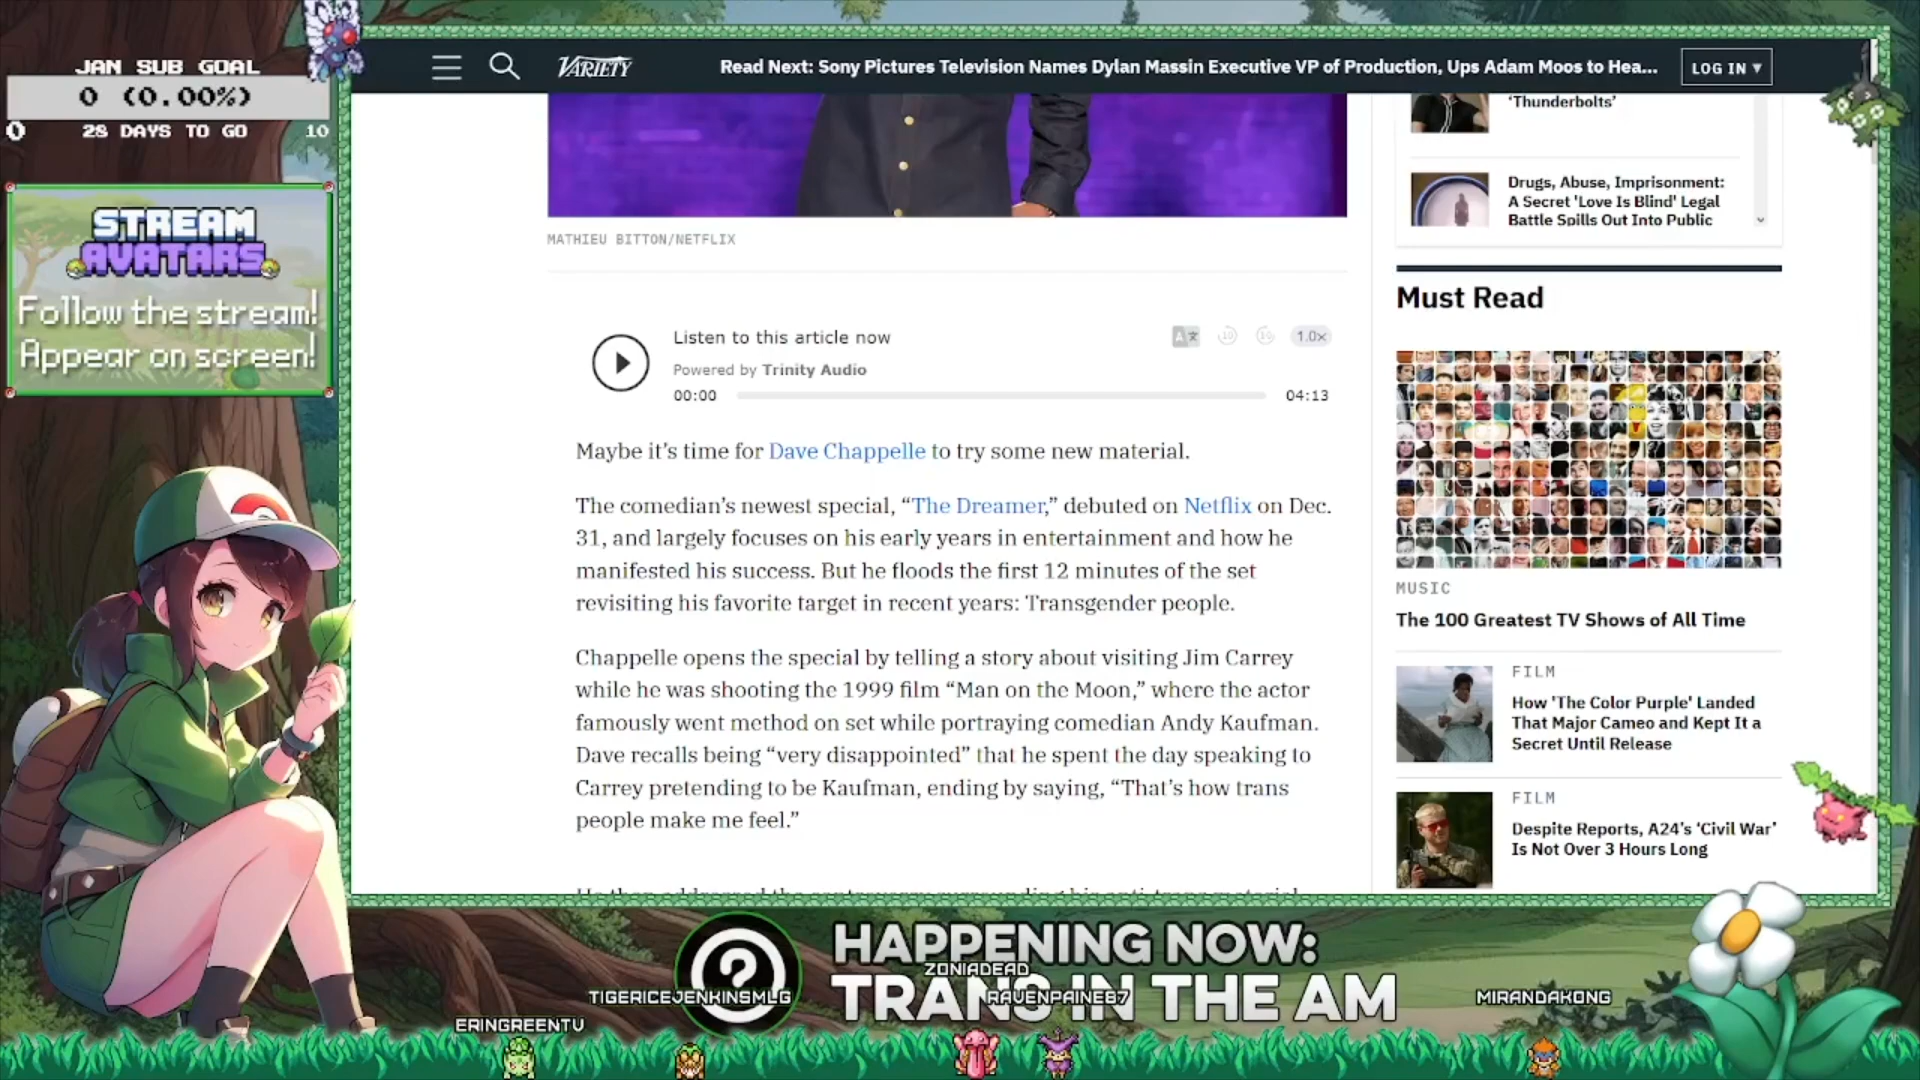 JAN SUB GOAL
0 (0.00%)
0 28 DAYS TO GO 10
STREAM
AVATARS
Follow the stream!
Appear on screen!
VARIETY
Read Next: Sony Pictures Television Names Dylan Massin Executive VP of Production, Ups Adam Moos to Hea...
LOG IN ▾
MATHIEU BITTON/NETFLIX
Listen to this article now
Powered by Trinity Audio
00:00
04:13
A文
10
10
1.0×
Maybe it’s time for Dave Chappelle to try some new material.
The comedian’s newest special, “The Dreamer,” debuted on Netflix on Dec.
31, and largely focuses on his early years in entertainment and how he
manifested his success. But he floods the first 12 minutes of the set
revisiting his favorite target in recent years: Transgender people.
Chappelle opens the special by telling a story about visiting Jim Carrey
while he was shooting the 1999 film “Man on the Moon,” where the actor
famously went method on set while portraying comedian Andy Kaufman.
Dave recalls being “very disappointed” that he spent the day speaking to
Carrey pretending to be Kaufman, ending by saying, “That’s how trans
people make me feel.”
‘Thunderbolts’
Drugs, Abuse, Imprisonment:
A Secret 'Love Is Blind' Legal
Battle Spills Out Into Public
Must Read
MUSIC
The 100 Greatest TV Shows of All Time
FILM
How 'The Color Purple' Landed
That Major Cameo and Kept It a
Secret Until Release
FILM
Despite Reports, A24’s ‘Civil War’
Is Not Over 3 Hours Long
HAPPENING NOW:
TRANS IN THE AM
ZONIADEAD
TIGERICEJENKINSMLG
RAVENPAINE87
MIRANDAKONG
ERINGREENTV